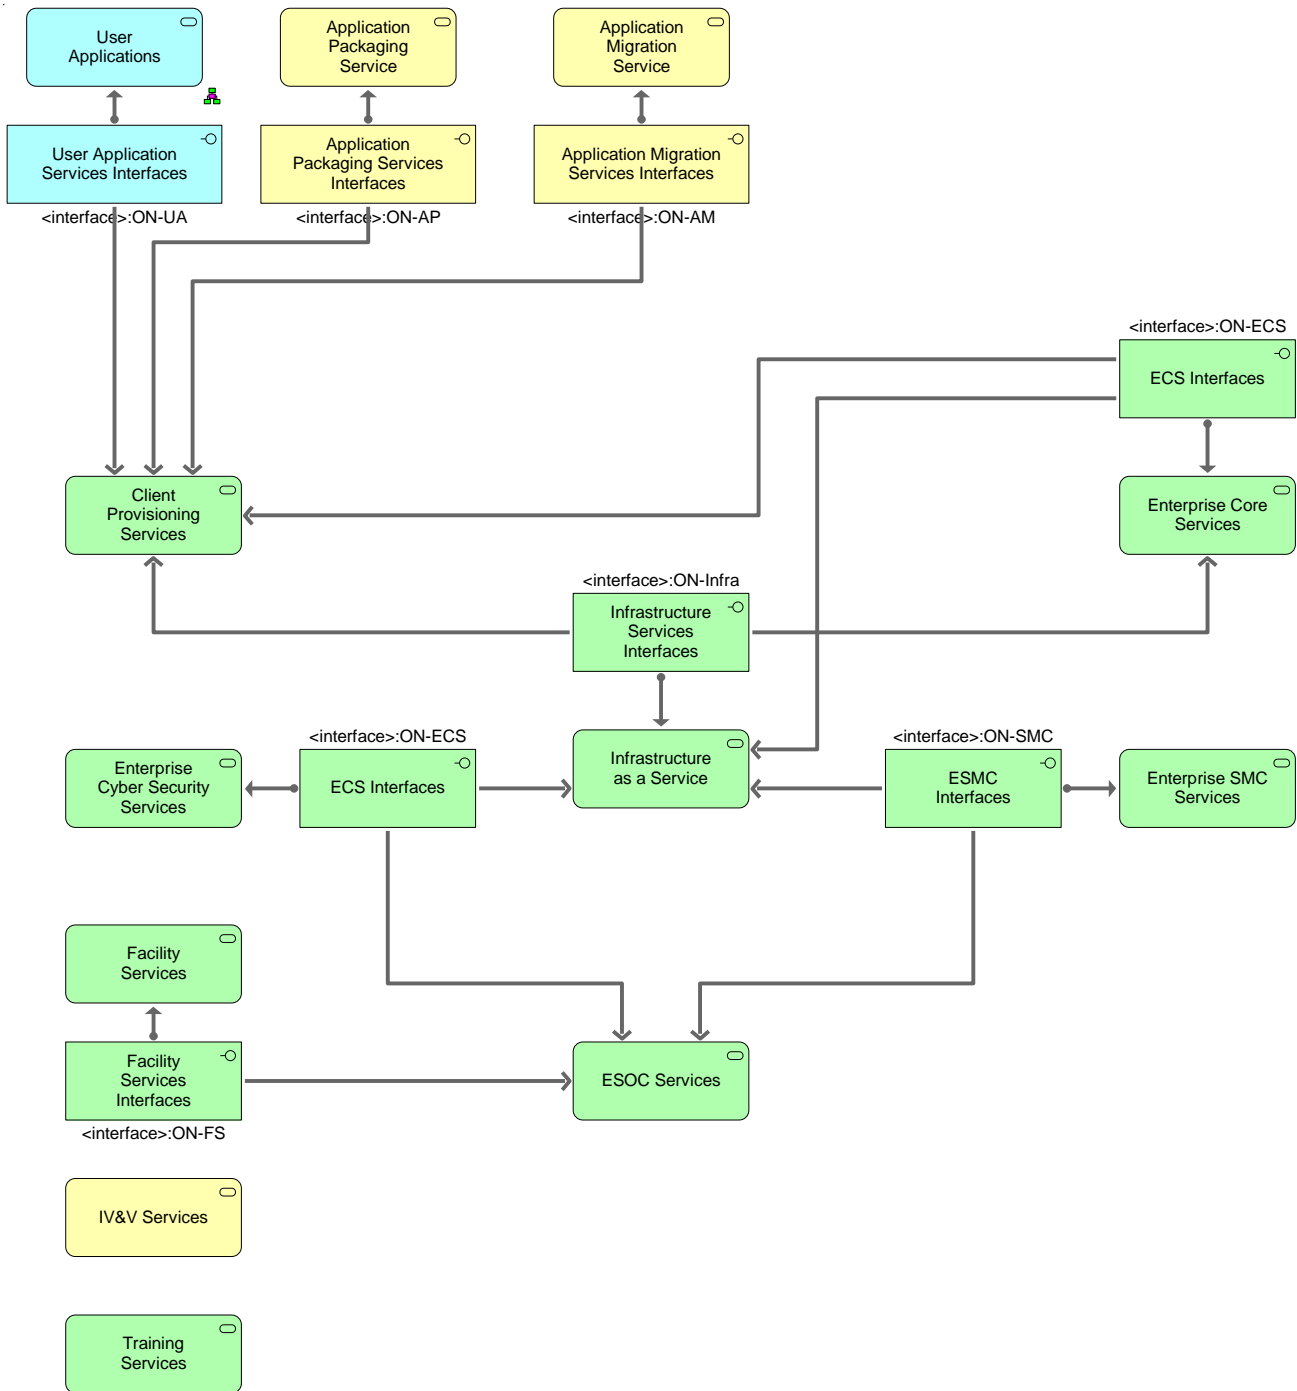 User
Applications
Application
Packaging
Service
Application
Migration
Service
User Application
Services Interfaces
Application
Packaging Services
Interfaces
Application Migration
Services Interfaces
<interface>:ON-UA
<interface>:ON-AP
<interface>:ON-AM
<interface>:ON-ECS
ECS Interfaces
Client
Provisioning
Services
Enterprise Core
Services
<interface>:ON-Infra
Infrastructure
Services
Interfaces
<interface>:ON-ECS
<interface>:ON-SMC
Enterprise
Cyber Security
Services
ECS Interfaces
Infrastructure
as a Service
ESMC
Interfaces
Enterprise SMC
Services
Facility
Services
Facility
Services
Interfaces
ESOC Services
<interface>:ON-FS
IV&V Services
Training
Services